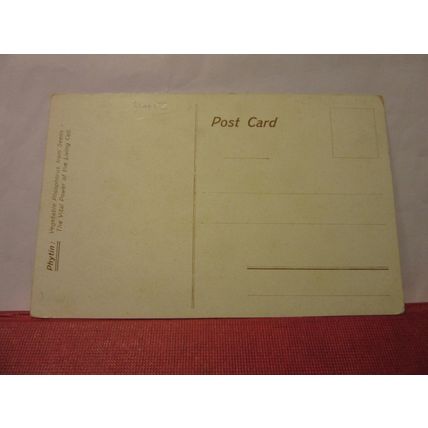 Post Card
Phytin: Vegetable Phosphorus from Seeds -
The Vital Power of the Living Cell